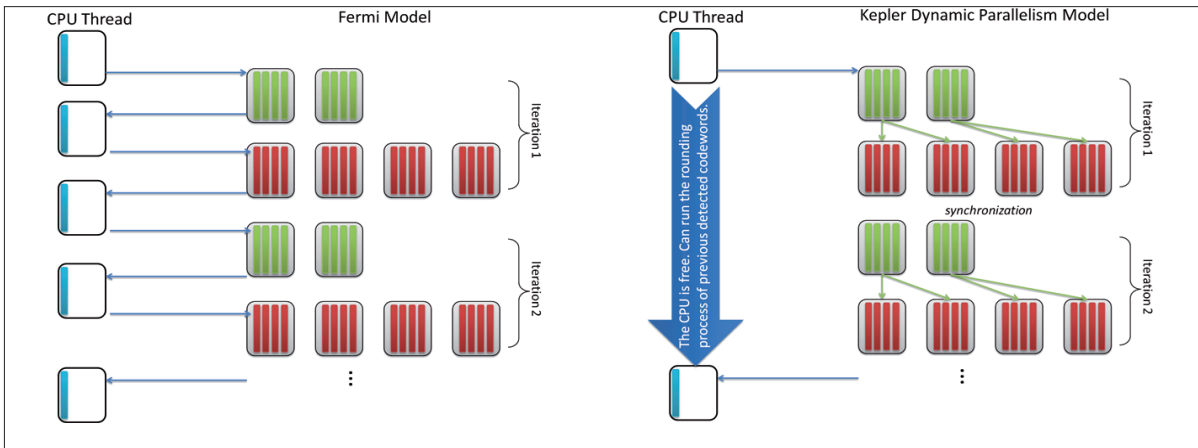 CPU Thread
Fermi Model
Iteration 1
Iteration 2
...
CPU Thread
Kepler Dynamic Parallelism Model
The CPU is free. Can run the rounding
process of previous detected codewords.
Iteration 1
synchronization
Iteration 2
...